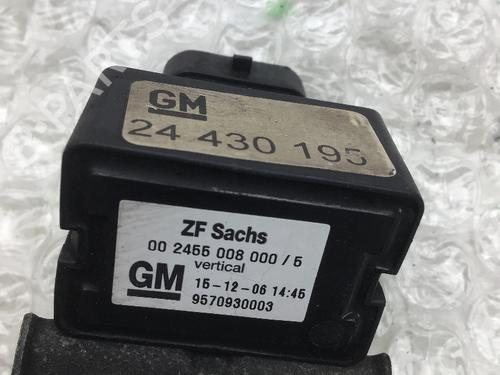 GM
24 430 195
ZF Sachs
00 2455 008 000 / 5
vertical
GM 15-12-06 14:45
9570930003